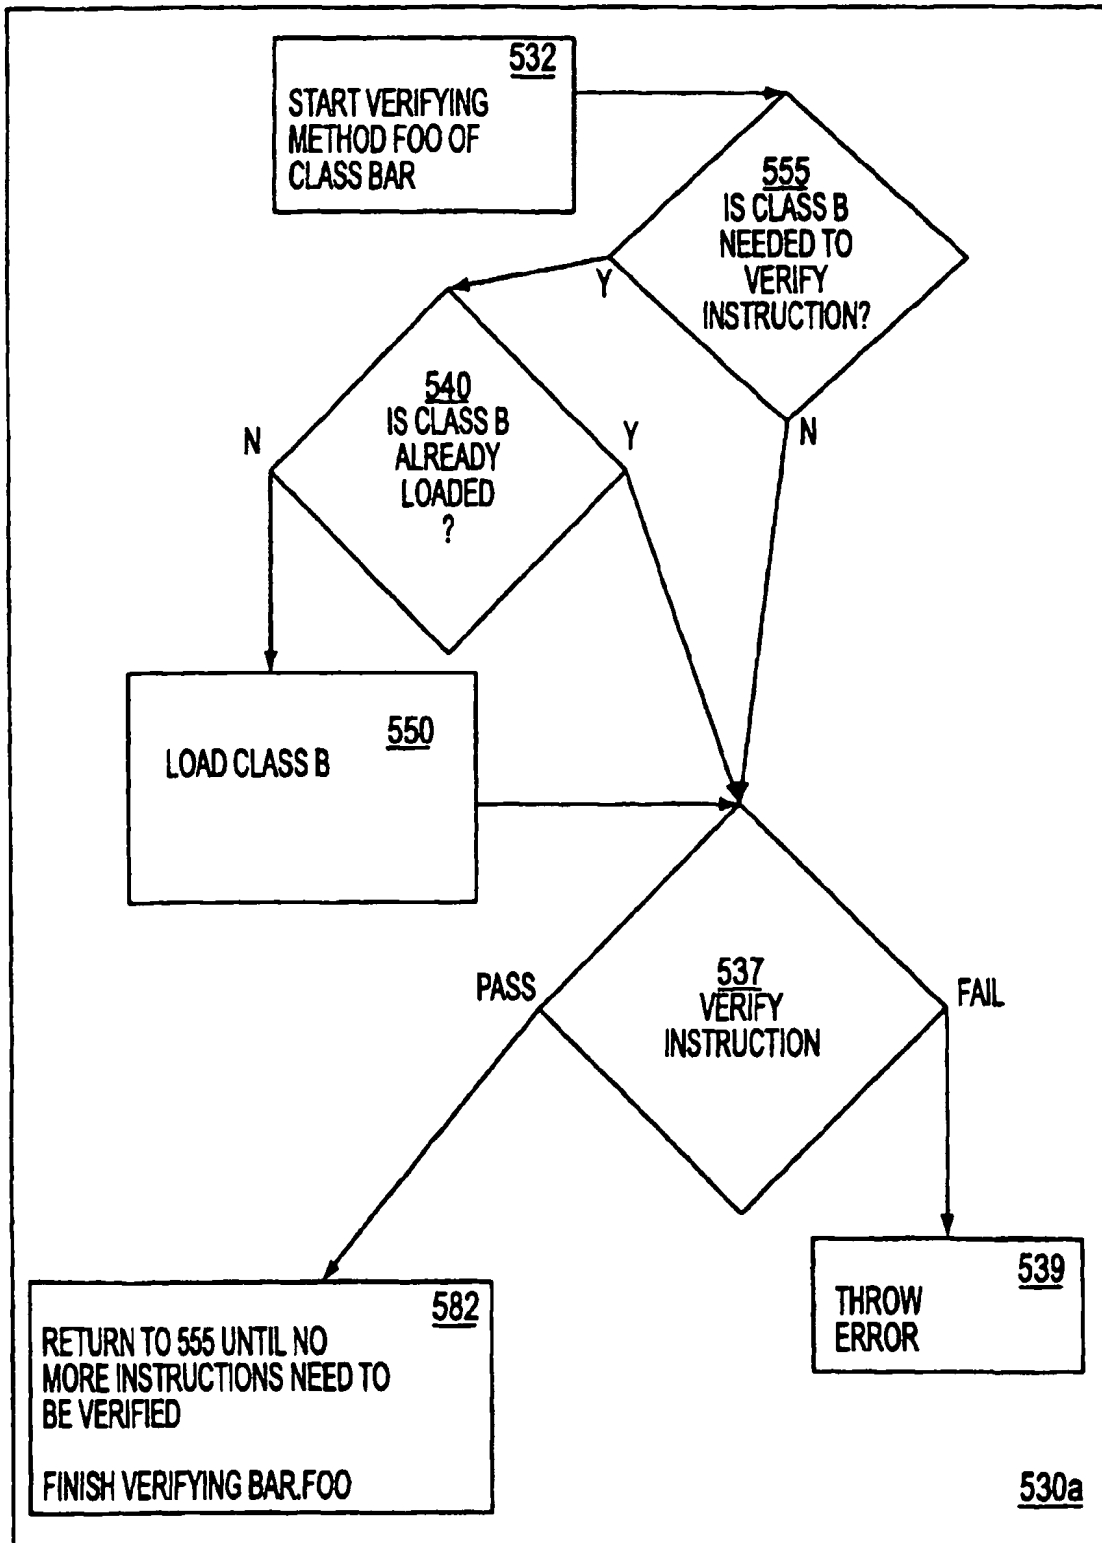 532
START VERIFYING
METHOD FOO OF
CLASS BAR
555
IS CLASS B
NEEDED TO
VERIFY
INSTRUCTION?
Y
N
540
IS CLASS B
ALREADY
LOADED
?
N
Y
550
LOAD CLASS B
537
VERIFY
INSTRUCTION
PASS
FAIL
539
THROW
ERROR
582
RETURN TO 555 UNTIL NO
MORE INSTRUCTIONS NEED TO
BE VERIFIED
FINISH VERIFYING BAR.FOO
530a